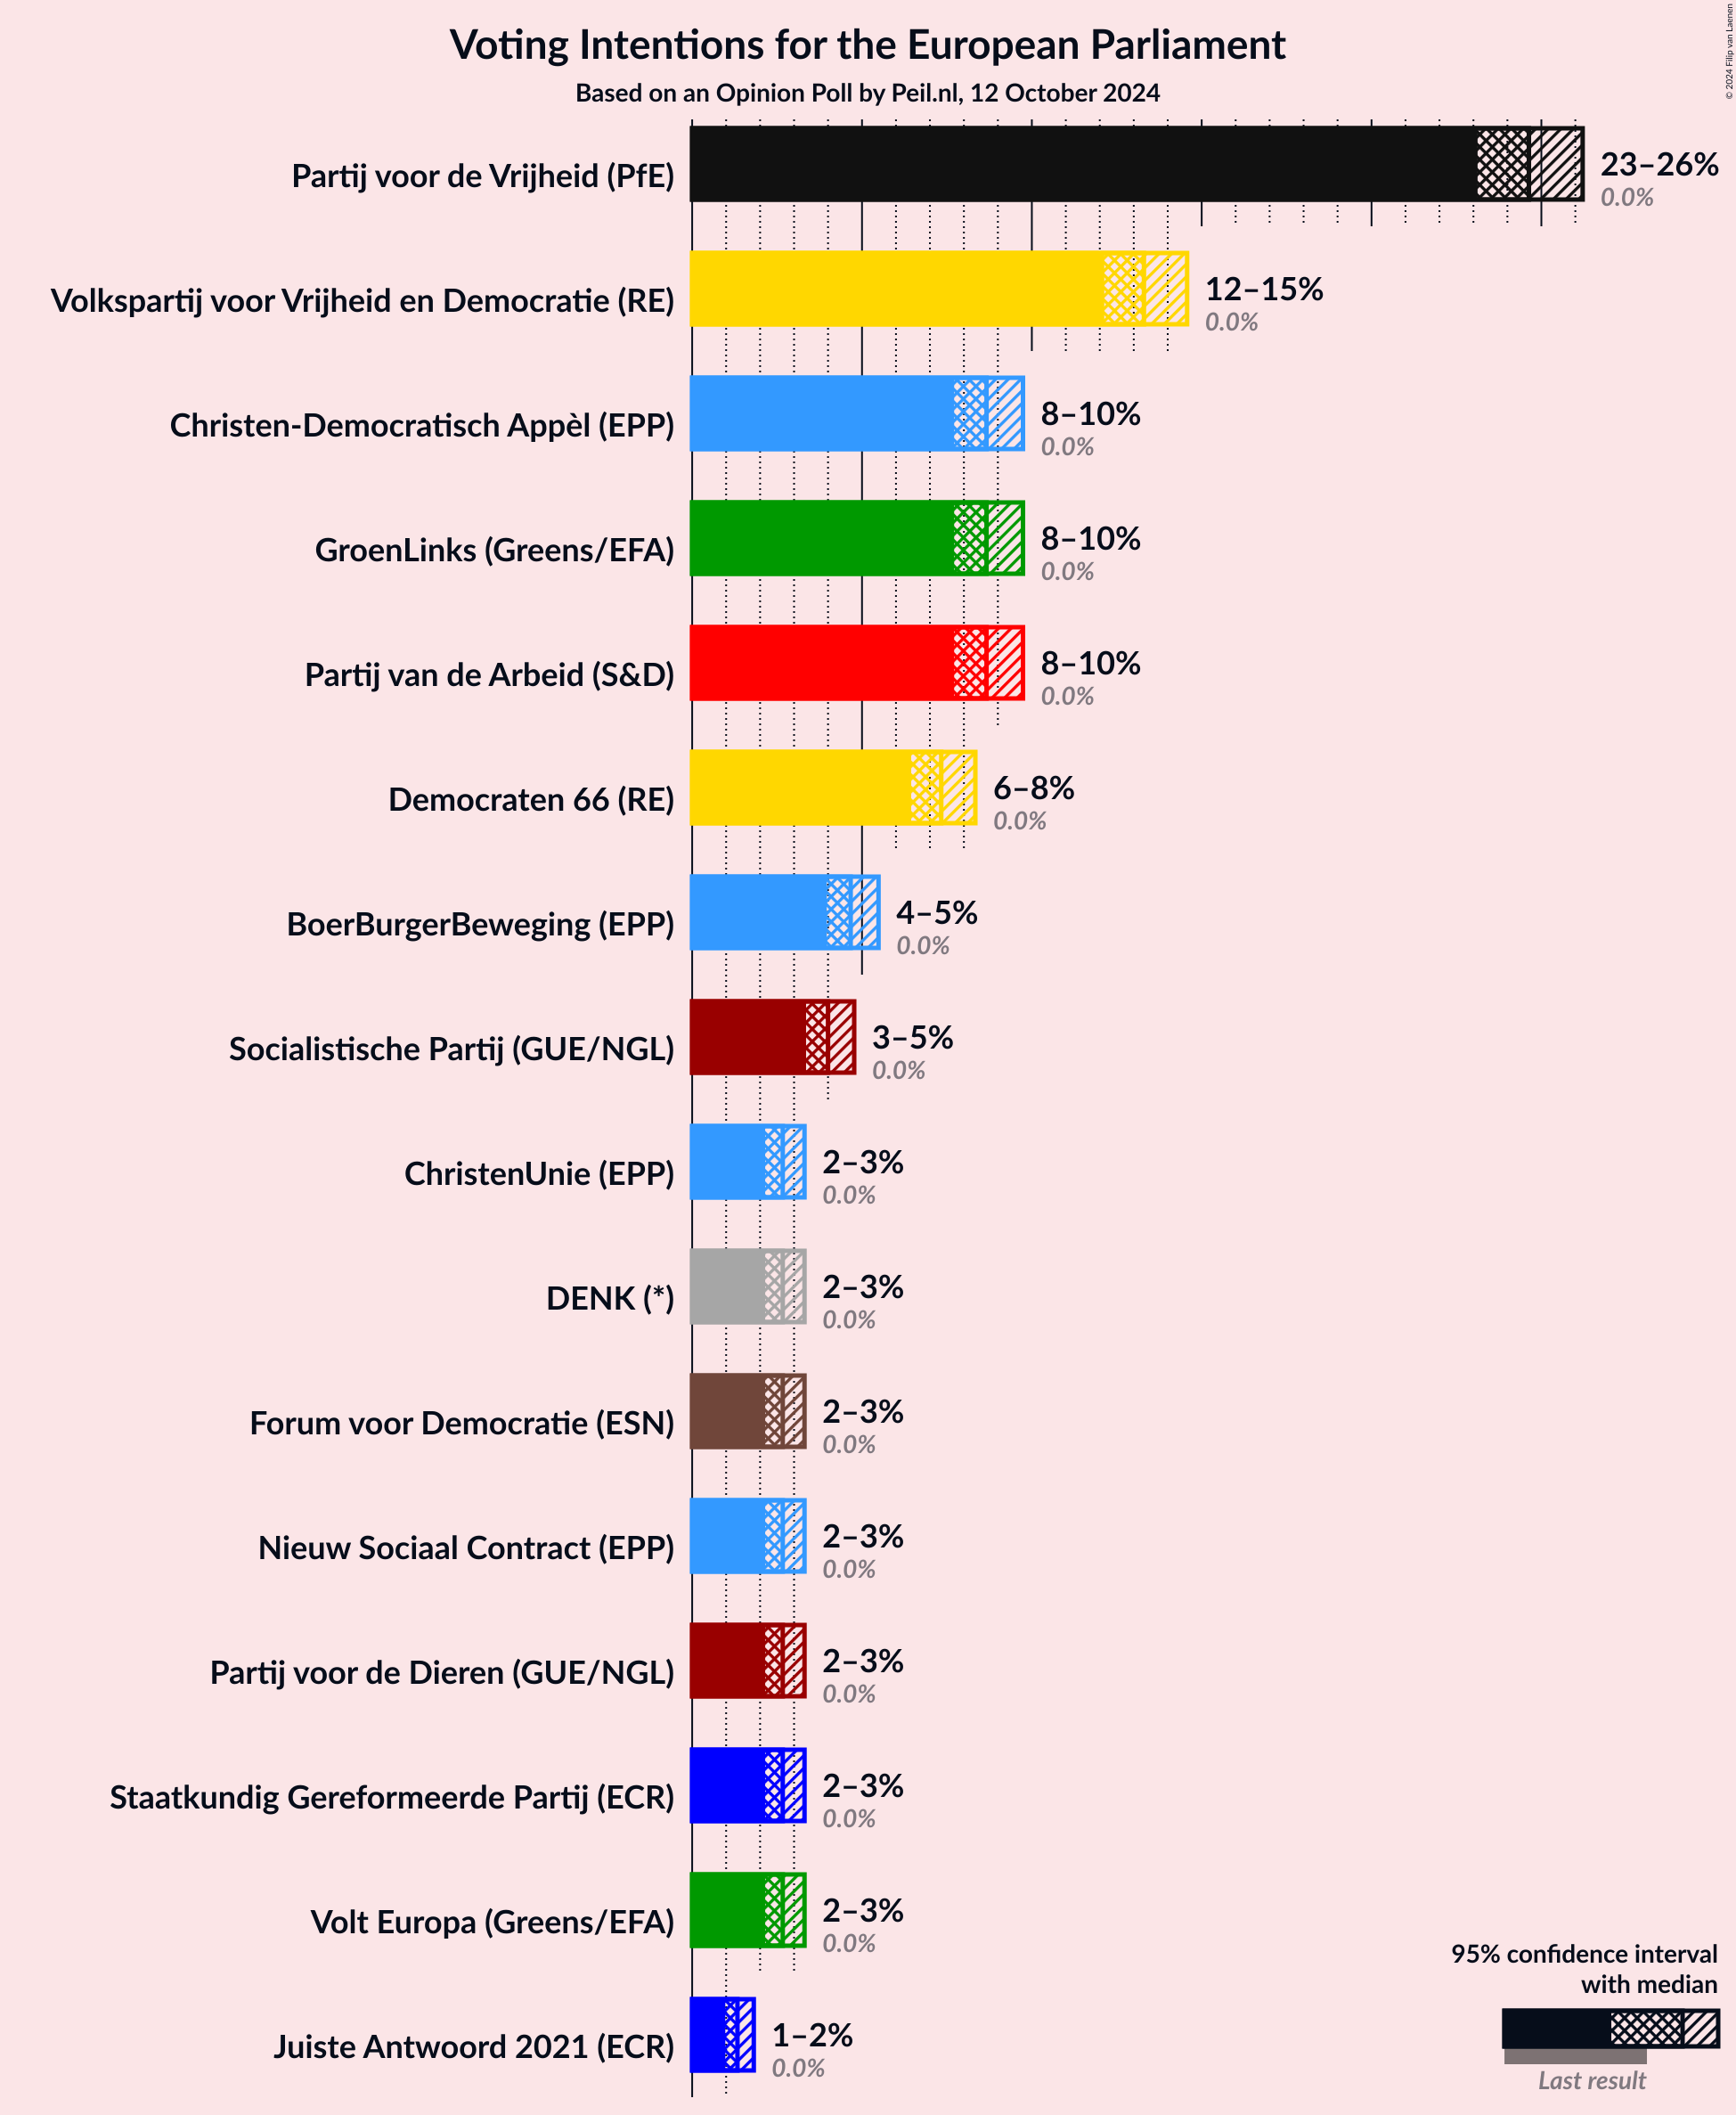 © 2024 Filip van Laenen
Voting Intentions for the European Parliament
Based on an Opinion Poll by Peil.nl, 12 October 2024
Partij voor de Vrijheid (PfE)
23–26%
0.0%
Volkspartij voor Vrijheid en Democratie (RE)
12–15%
0.0%
Christen-Democratisch Appèl (EPP)
8–10%
0.0%
GroenLinks (Greens/EFA)
8–10%
0.0%
Partij van de Arbeid (S&D)
8–10%
0.0%
Democraten 66 (RE)
6–8%
0.0%
BoerBurgerBeweging (EPP)
4–5%
0.0%
Socialistische Partij (GUE/NGL)
3–5%
0.0%
ChristenUnie (EPP)
2–3%
0.0%
DENK (*)
2–3%
0.0%
Forum voor Democratie (ESN)
2–3%
0.0%
Nieuw Sociaal Contract (EPP)
2–3%
0.0%
Partij voor de Dieren (GUE/NGL)
2–3%
0.0%
Staatkundig Gereformeerde Partij (ECR)
2–3%
0.0%
Volt Europa (Greens/EFA)
2–3%
0.0%
Juiste Antwoord 2021 (ECR)
1–2%
0.0%
95% confidence interval
with median
Last result